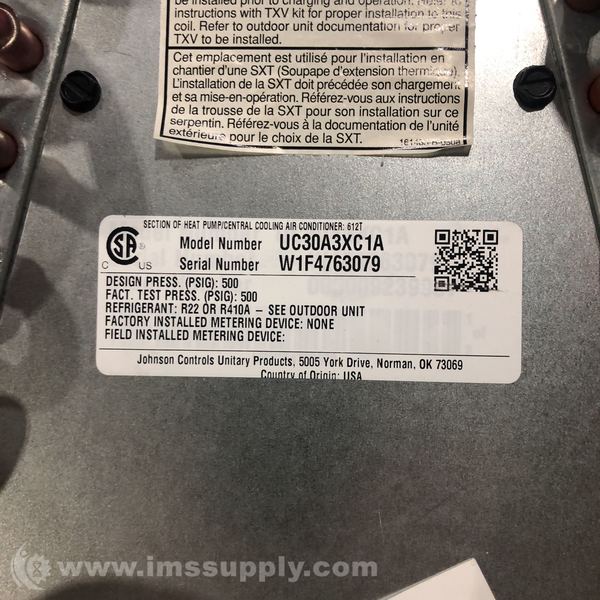 be installed prior to charging and operation. Refer to
instructions with TXV kit for proper installation to this
coil. Refer to outdoor unit documentation for proper
TXV to be installed.
Cet emplacement est utilisé pour l'installation en
chantier d'une SXT (Soupape d'extension thermique).
L'installation de la SXT doit précédée son chargement
et sa mise-en-opération. Référez-vous aux instructions
de la trousse de la SXT pour son installation sur ce
serpentin. Référez-vous à la documentation de l'unité
extérieure pour le choix de la SXT.
SECTION OF HEAT PUMP/CENTRAL COOLING AIR CONDITIONER: 612T
CSA ®
C US
Model Number UC30A3XC1A
Serial Number W1F4763079
DESIGN PRESS. (PSIG): 500
FACT. TEST PRESS. (PSIG): 500
REFRIGERANT: R22 OR R410A – SEE OUTDOOR UNIT
FACTORY INSTALLED METERING DEVICE: NONE
FIELD INSTALLED METERING DEVICE:
Johnson Controls Unitary Products, 5005 York Drive, Norman, OK 73069
Country of Origin: USA
www.imssupply.com